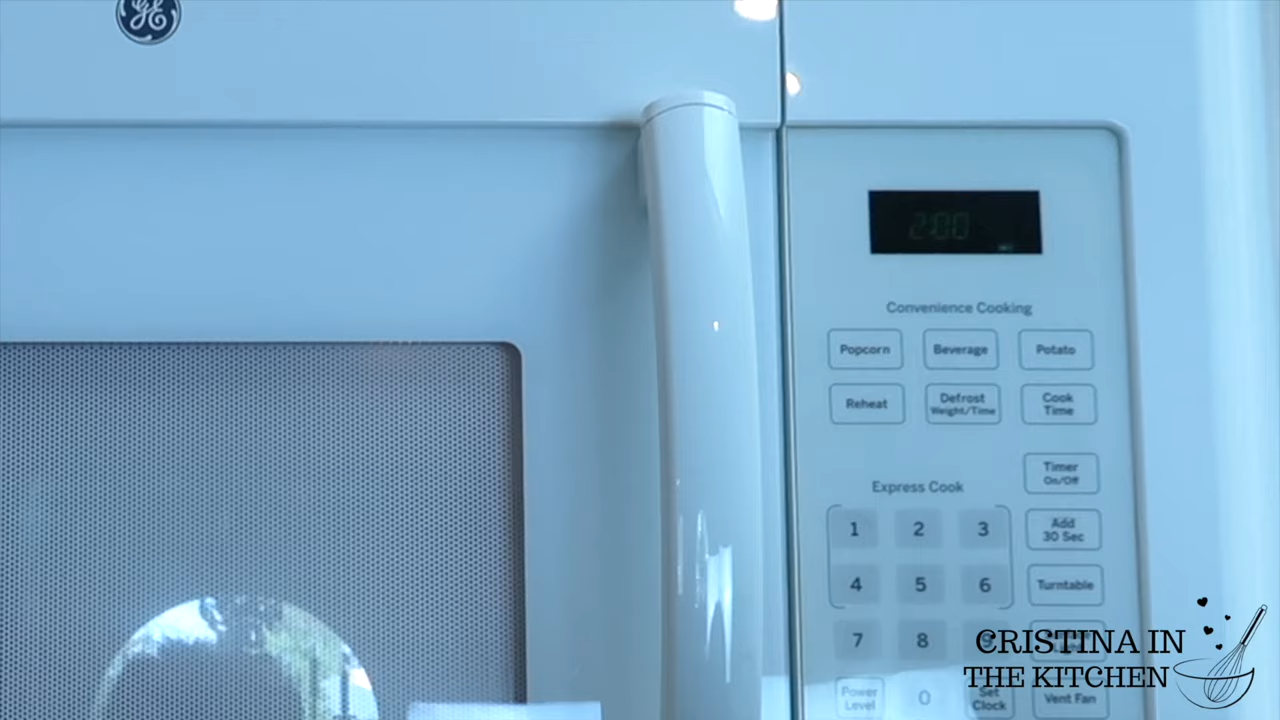 GE
2:00
Convenience Cooking
Popcorn Beverage Potato
Reheat Defrost Weight/Time Cook Time
Timer On/Off
Express Cook
1 2 3 Add 30 Sec
4 5 6 Turntable
7 8 9
Power Level 0 Set Clock Vent Fan
CRISTINA IN
THE KITCHEN